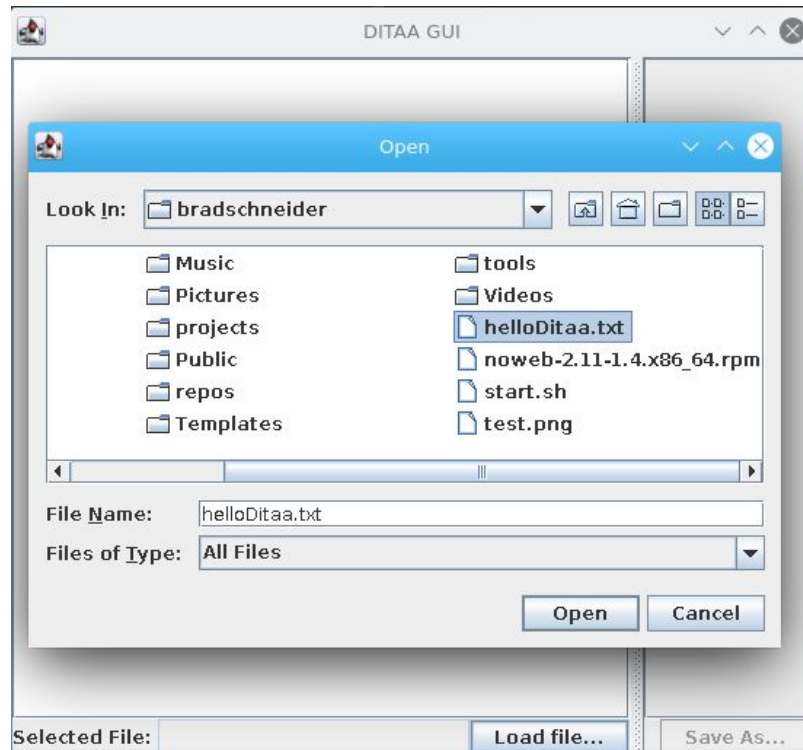 DITAA GUI
Open
Look In: bradschneider
Music tools
Pictures Videos
projects helloDitaa.txt
Public noweb-2.11-1.4.x86_64.rpm
repos start.sh
Templates test.png
File Name: helloDitaa.txt
Files of Type: All Files
Open Cancel
Selected File: Load file... Save As...